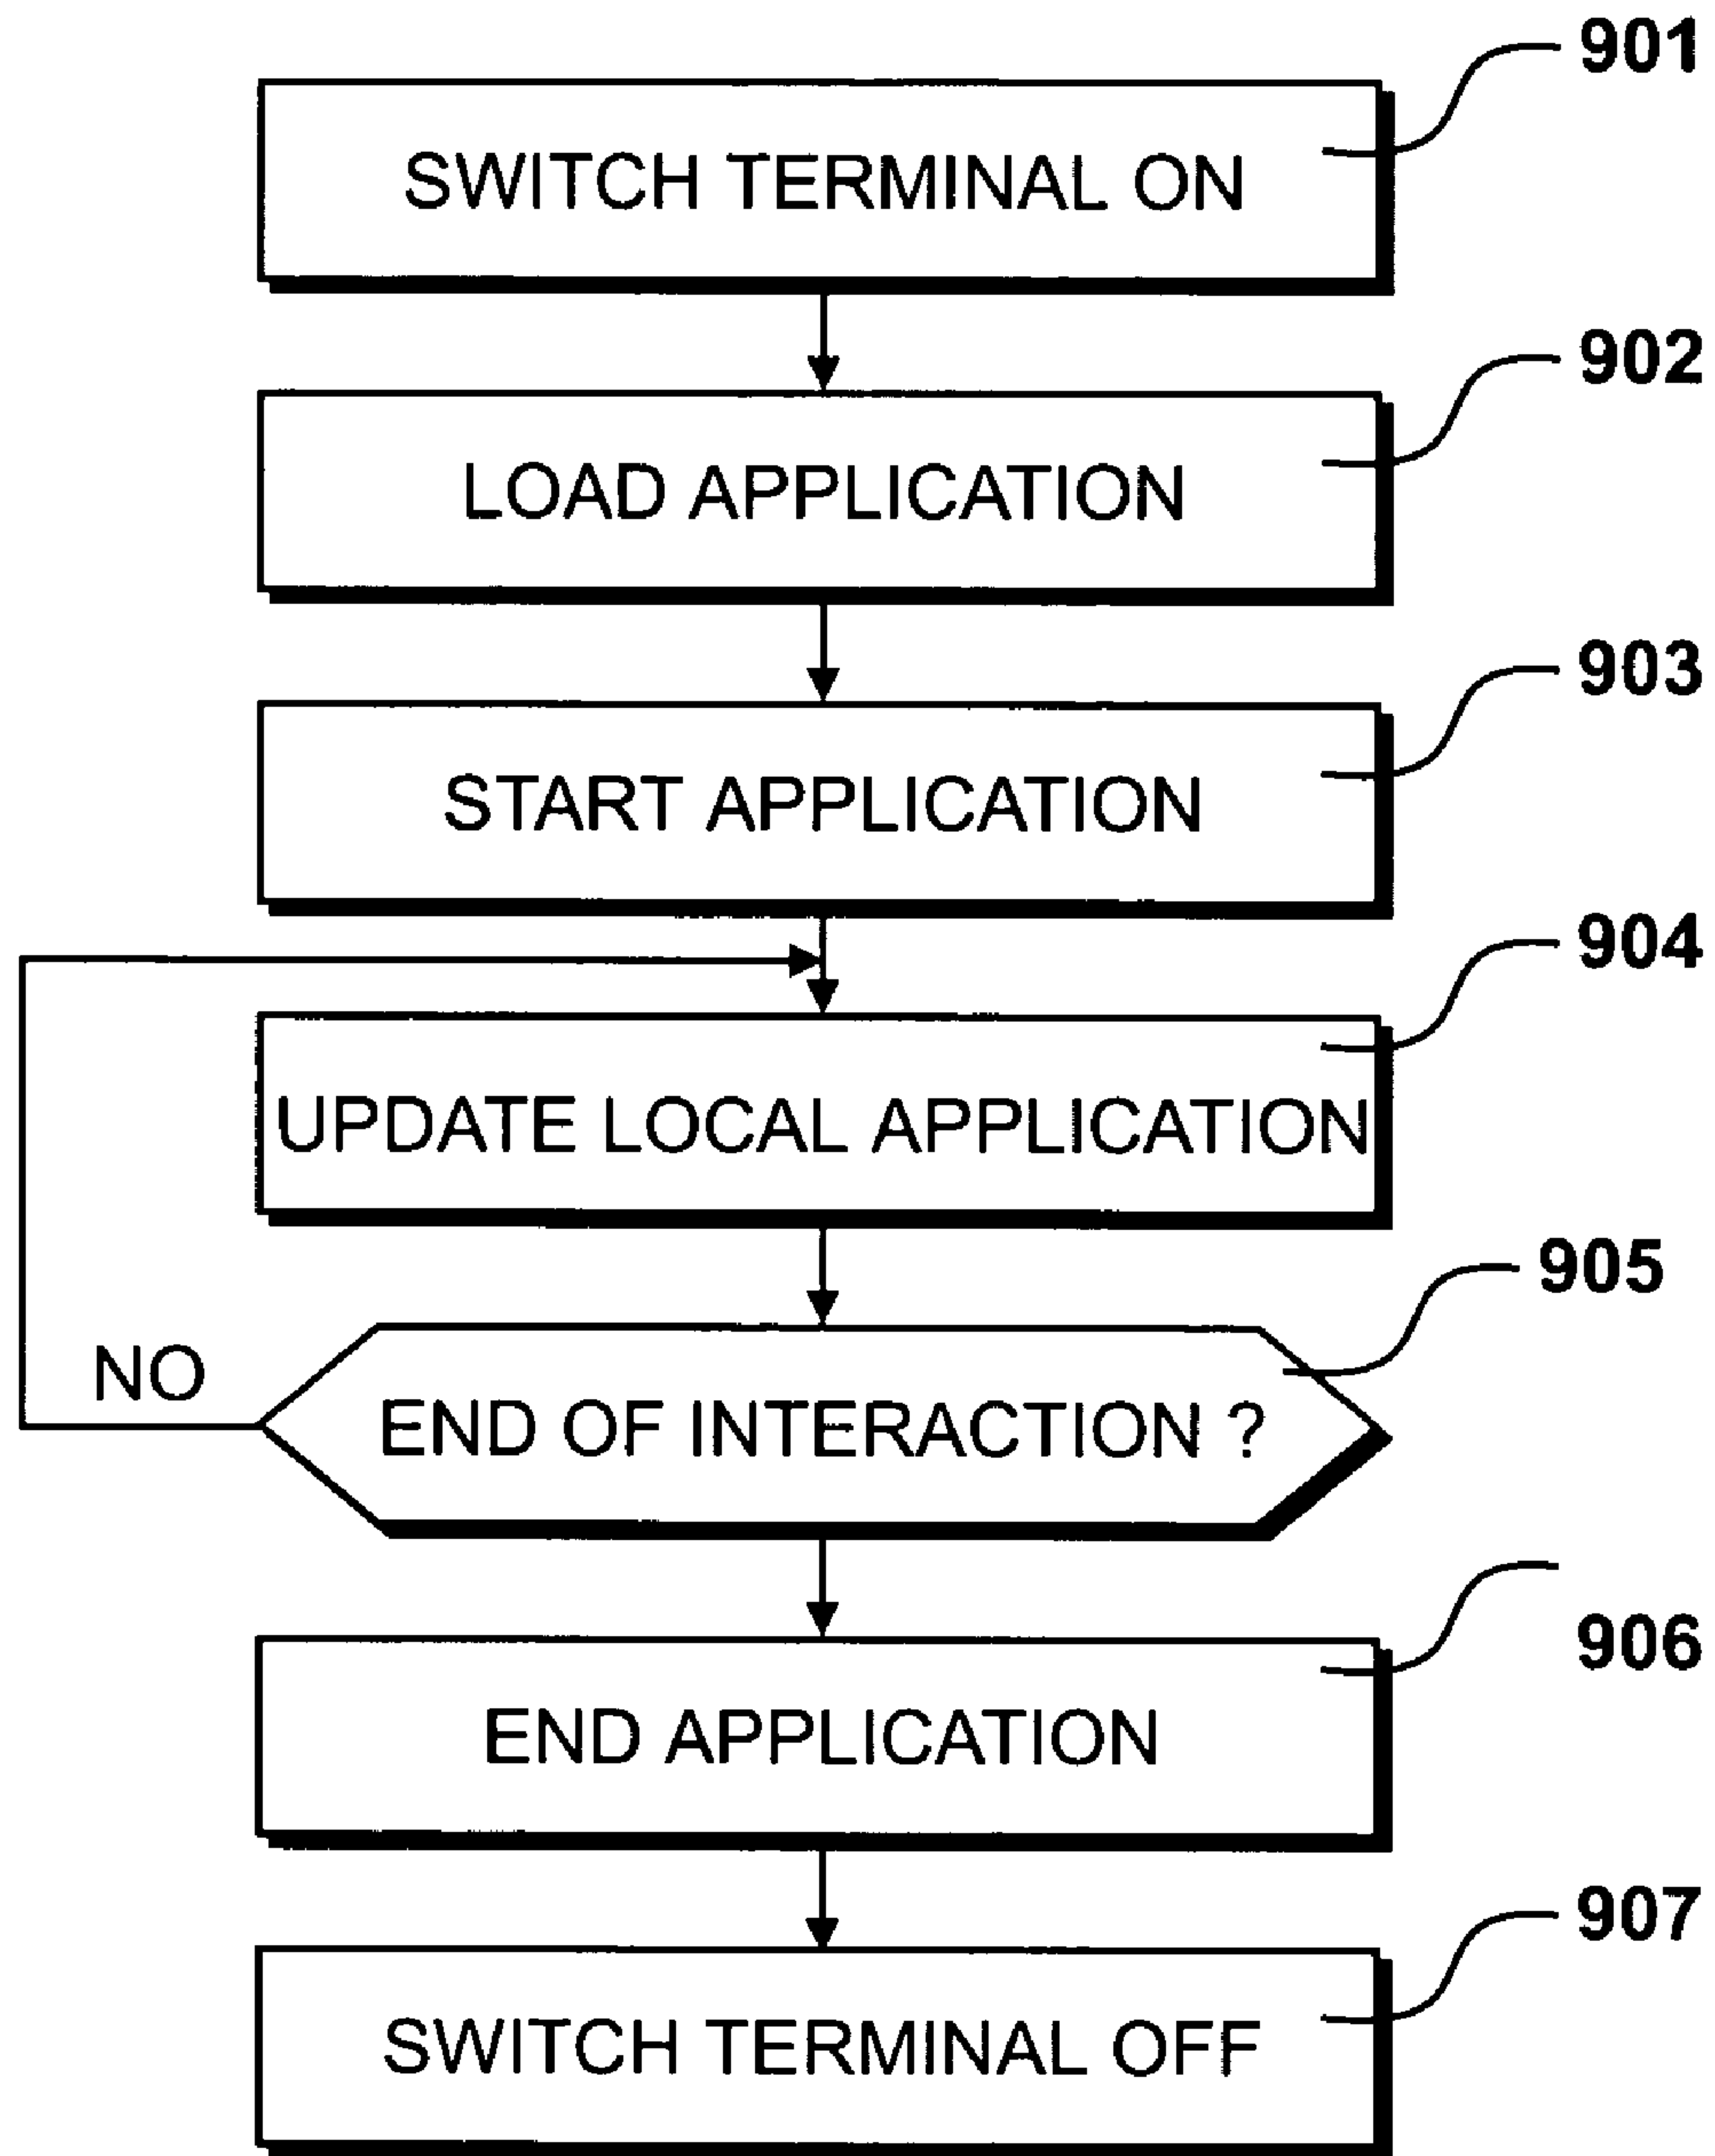 901
SWITCH TERMINAL ON
902
LOAD APPLICATION
903
START APPLICATION
904
UPDATE LOCAL APPLICATION
905
NO
END OF INTERACTION ?
906
END APPLICATION
907
SWITCH TERMINAL OFF